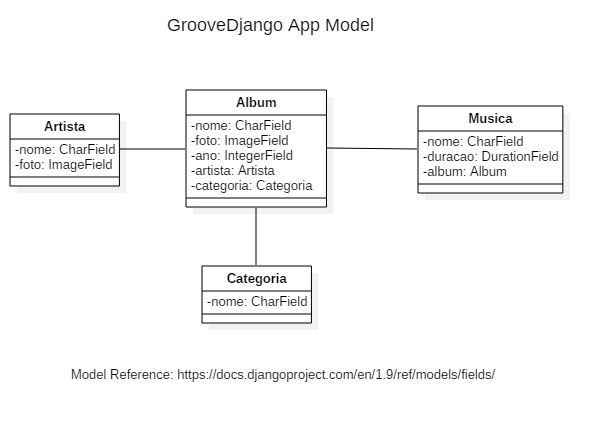 GrooveDjango App Model
Artista
-nome: CharField
-foto: ImageField
Album
-nome: CharField
-foto: ImageField
-ano: IntegerField
-artista: Artista
-categoria: Categoria
Musica
-nome: CharField
-duracao: DurationField
-album: Album
Categoria
-nome: CharField
Model Reference: https://docs.djangoproject.com/en/1.9/ref/models/fields/